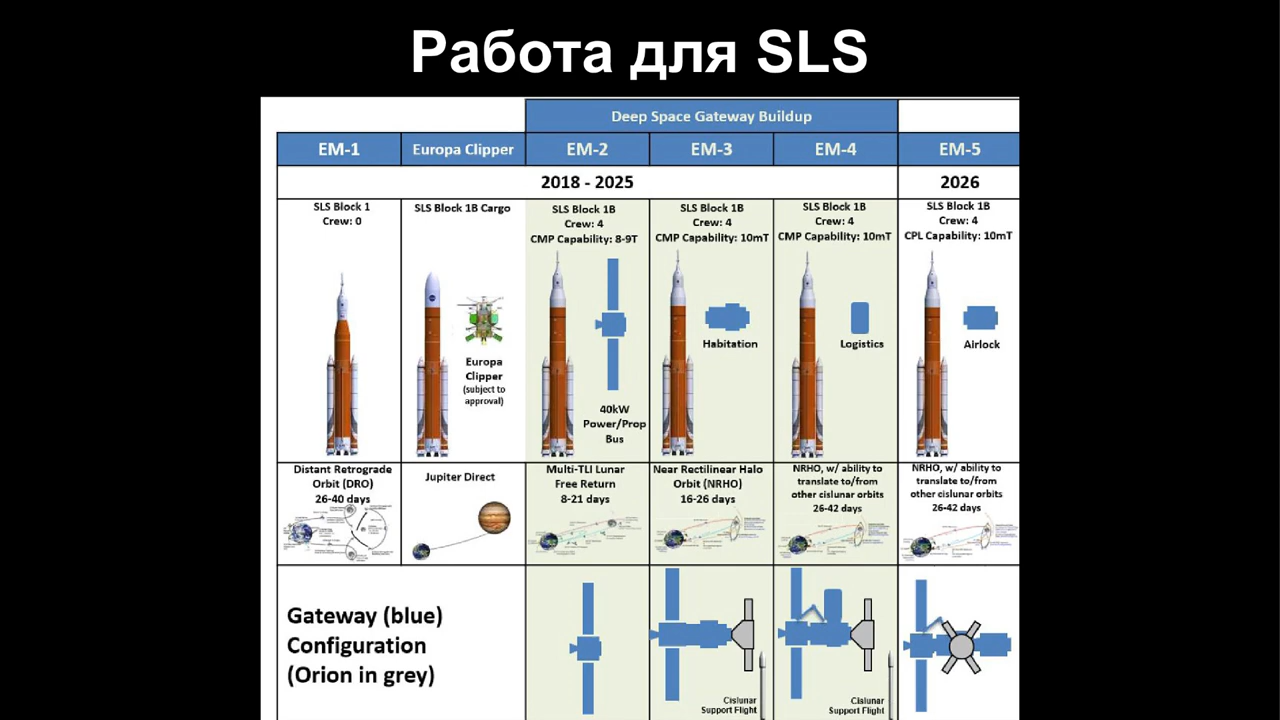 Работа для SLS
Deep Space Gateway Buildup
EM-1
Europa Clipper
EM-2
EM-3
EM-4
EM-5
2018 - 2025
2026
SLS Block 1
Crew: 0
SLS Block 1B Cargo
SLS Block 1B
Crew: 4
CMP Capability: 8-9T
SLS Block 1B
Crew: 4
CMP Capability: 10mT
SLS Block 1B
Crew: 4
CMP Capability: 10mT
SLS Block 1B
Crew: 4
CPL Capability: 10mT
Europa
Clipper
(subject to
approval)
40kW
Power/Prop
Bus
Habitation
Logistics
Airlock
Distant Retrograde
Orbit (DRO)
26-40 days
Jupiter Direct
Multi-TLI Lunar
Free Return
8-21 days
Near Rectilinear Halo
Orbit (NRHO)
16-26 days
NRHO, w/ ability to
translate to/from
other cislunar orbits
26-42 days
NRHO, w/ ability to
translate to/from
other cislunar orbits
26-42 days
Gateway (blue)
Configuration
(Orion in grey)
Cislunar
Support Flight
Cislunar
Support Flight